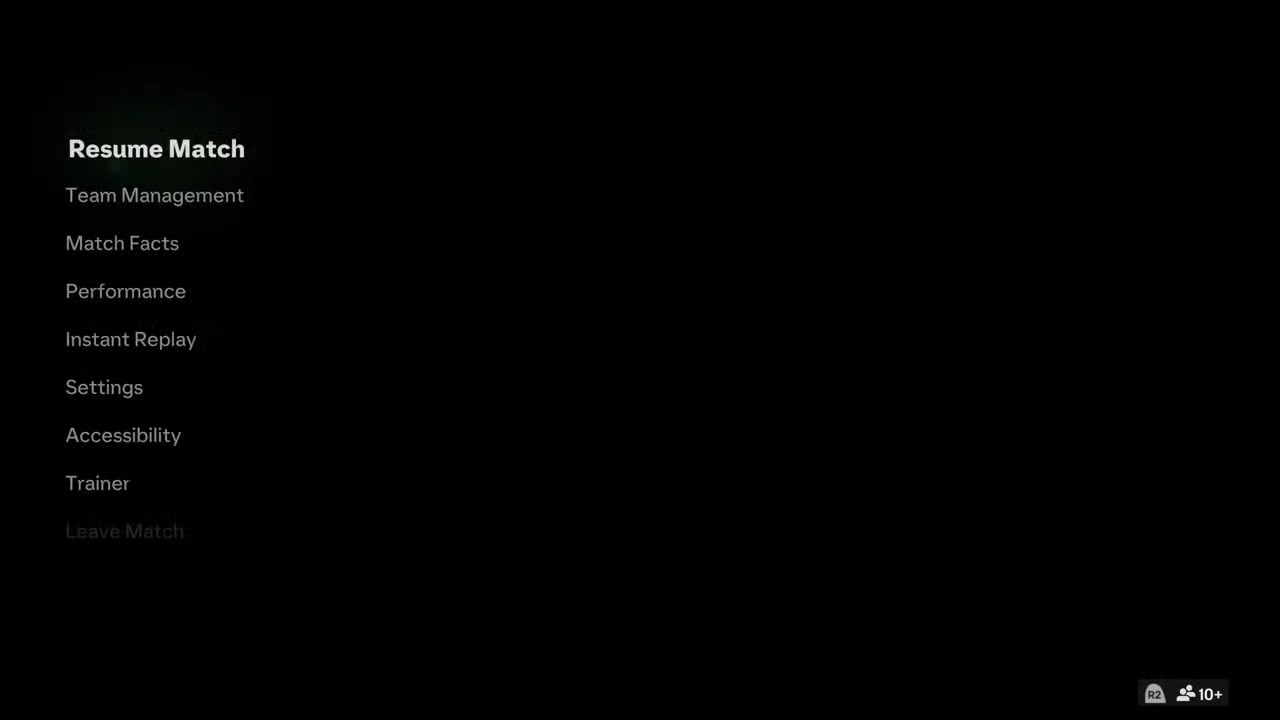 Resume Match
Team Management
Match Facts
Performance
Instant Replay
Settings
Accessibility
Trainer
Leave Match
R2 10+